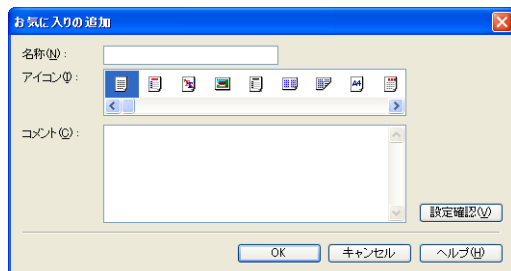 お気に入りの追加
名称(N):
アイコン(I):
A4
コメント(C):
設定確認(V)
OK
キャンセル
ヘルプ(H)